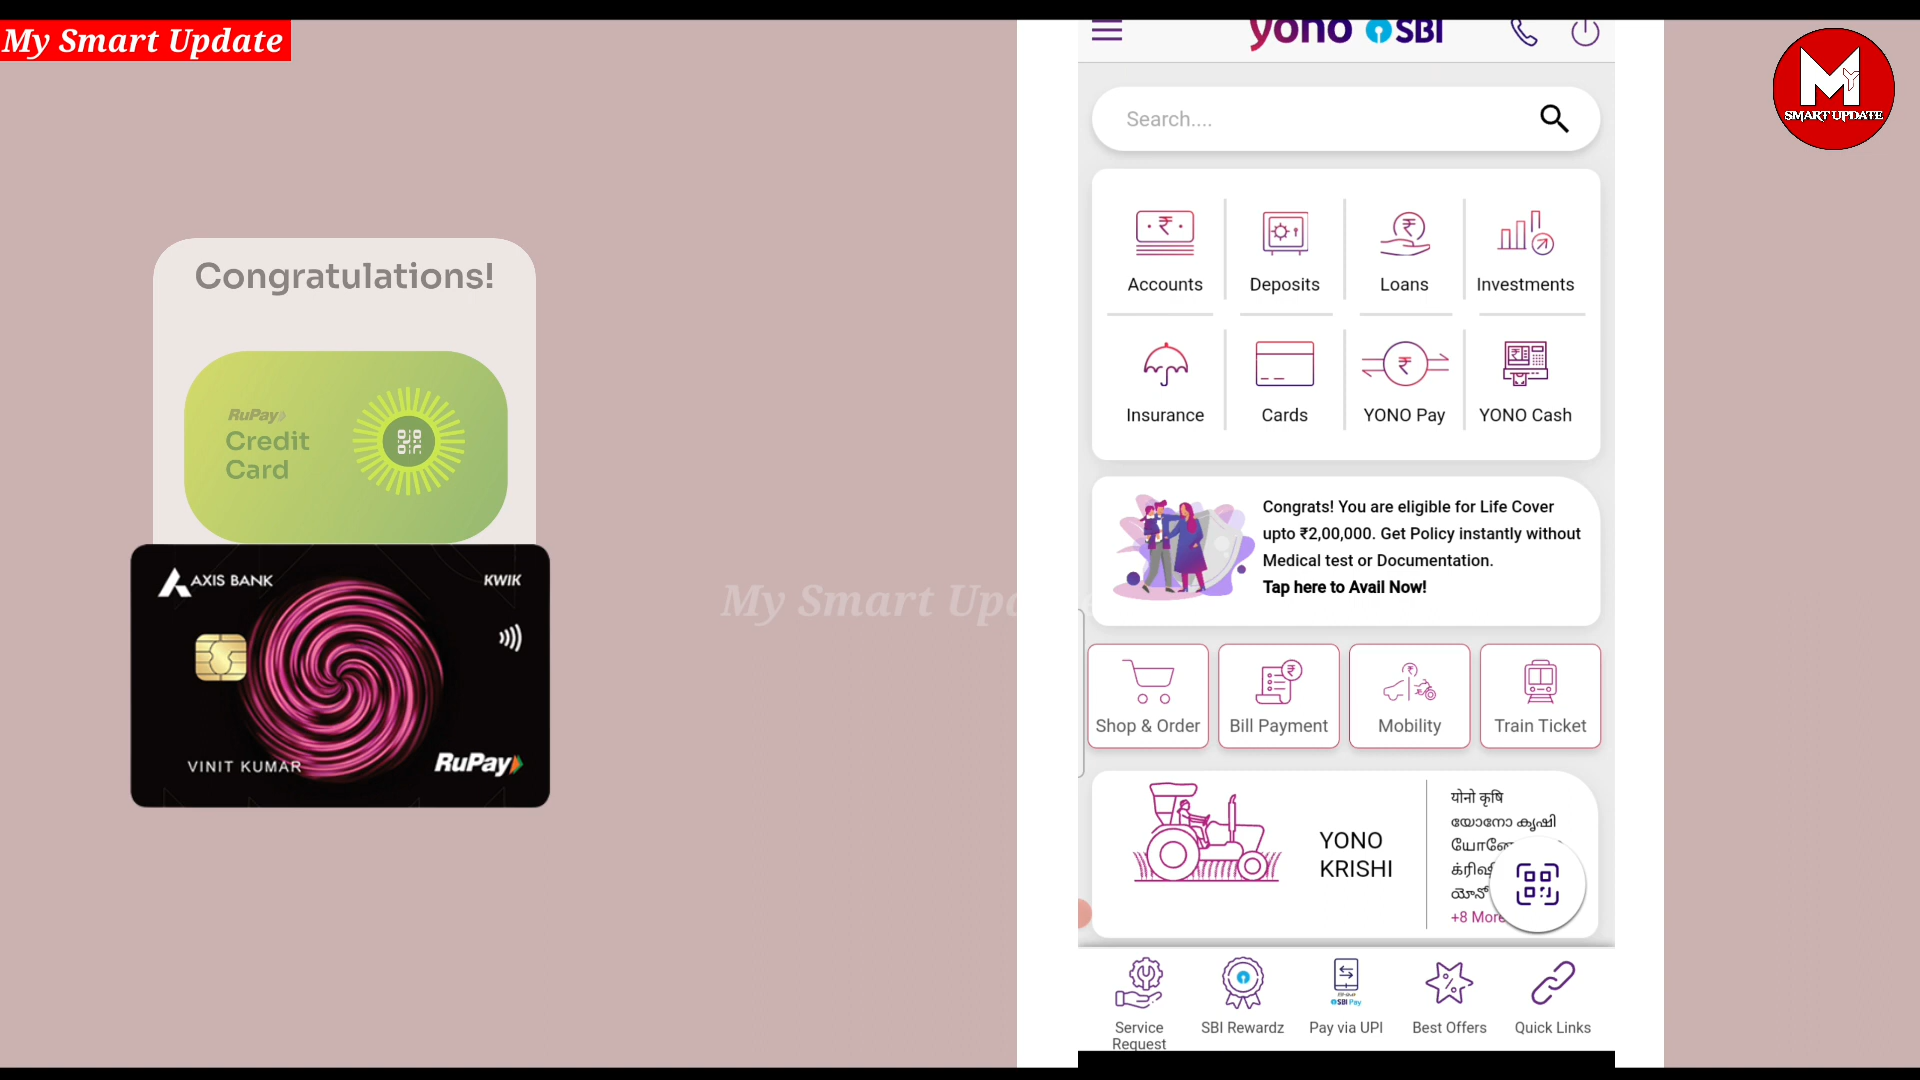 My Smart Update
yono SBI
M
Y
SMART UPDATE
Search....
Congratulations!
RuPay
Credit
Card
AXIS BANK
KWIK
VINIT KUMAR
RuPay
My Smart Upd
Accounts
Deposits
Loans
Investments
Insurance
Cards
YONO Pay
YONO Cash
Congrats! You are eligible for Life Cover
upto ₹2,00,000. Get Policy instantly without
Medical test or Documentation.
Tap here to Avail Now!
Shop & Order
Bill Payment
Mobility
Train Ticket
YONO
KRISHI
योनो कृषि
യോനോ കൃഷി
+8 More
Service
Request
SBI Rewardz
SBI Pay
Pay via UPI
Best Offers
Quick Links